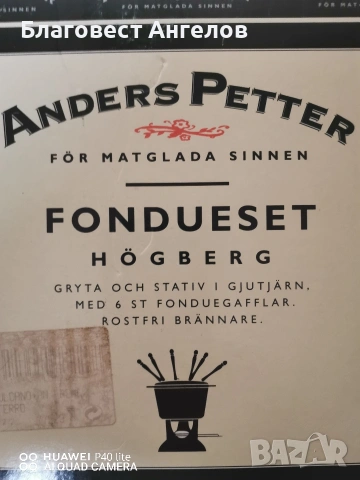 Благовест Ангелов
FÖR MATGLADA SINNEN
ANDERS PETTER
FÖR MATGLADA SINNEN
FONDUESET
HÖGBERG
GRYTA OCH STATIV I GJUTJÄRN,
MED 6 ST FONDUEGAFFLAR.
ROSTFRI BRÄNNARE.
HUAWEI P40 lite
AI QUAD CAMERA
BAZAR